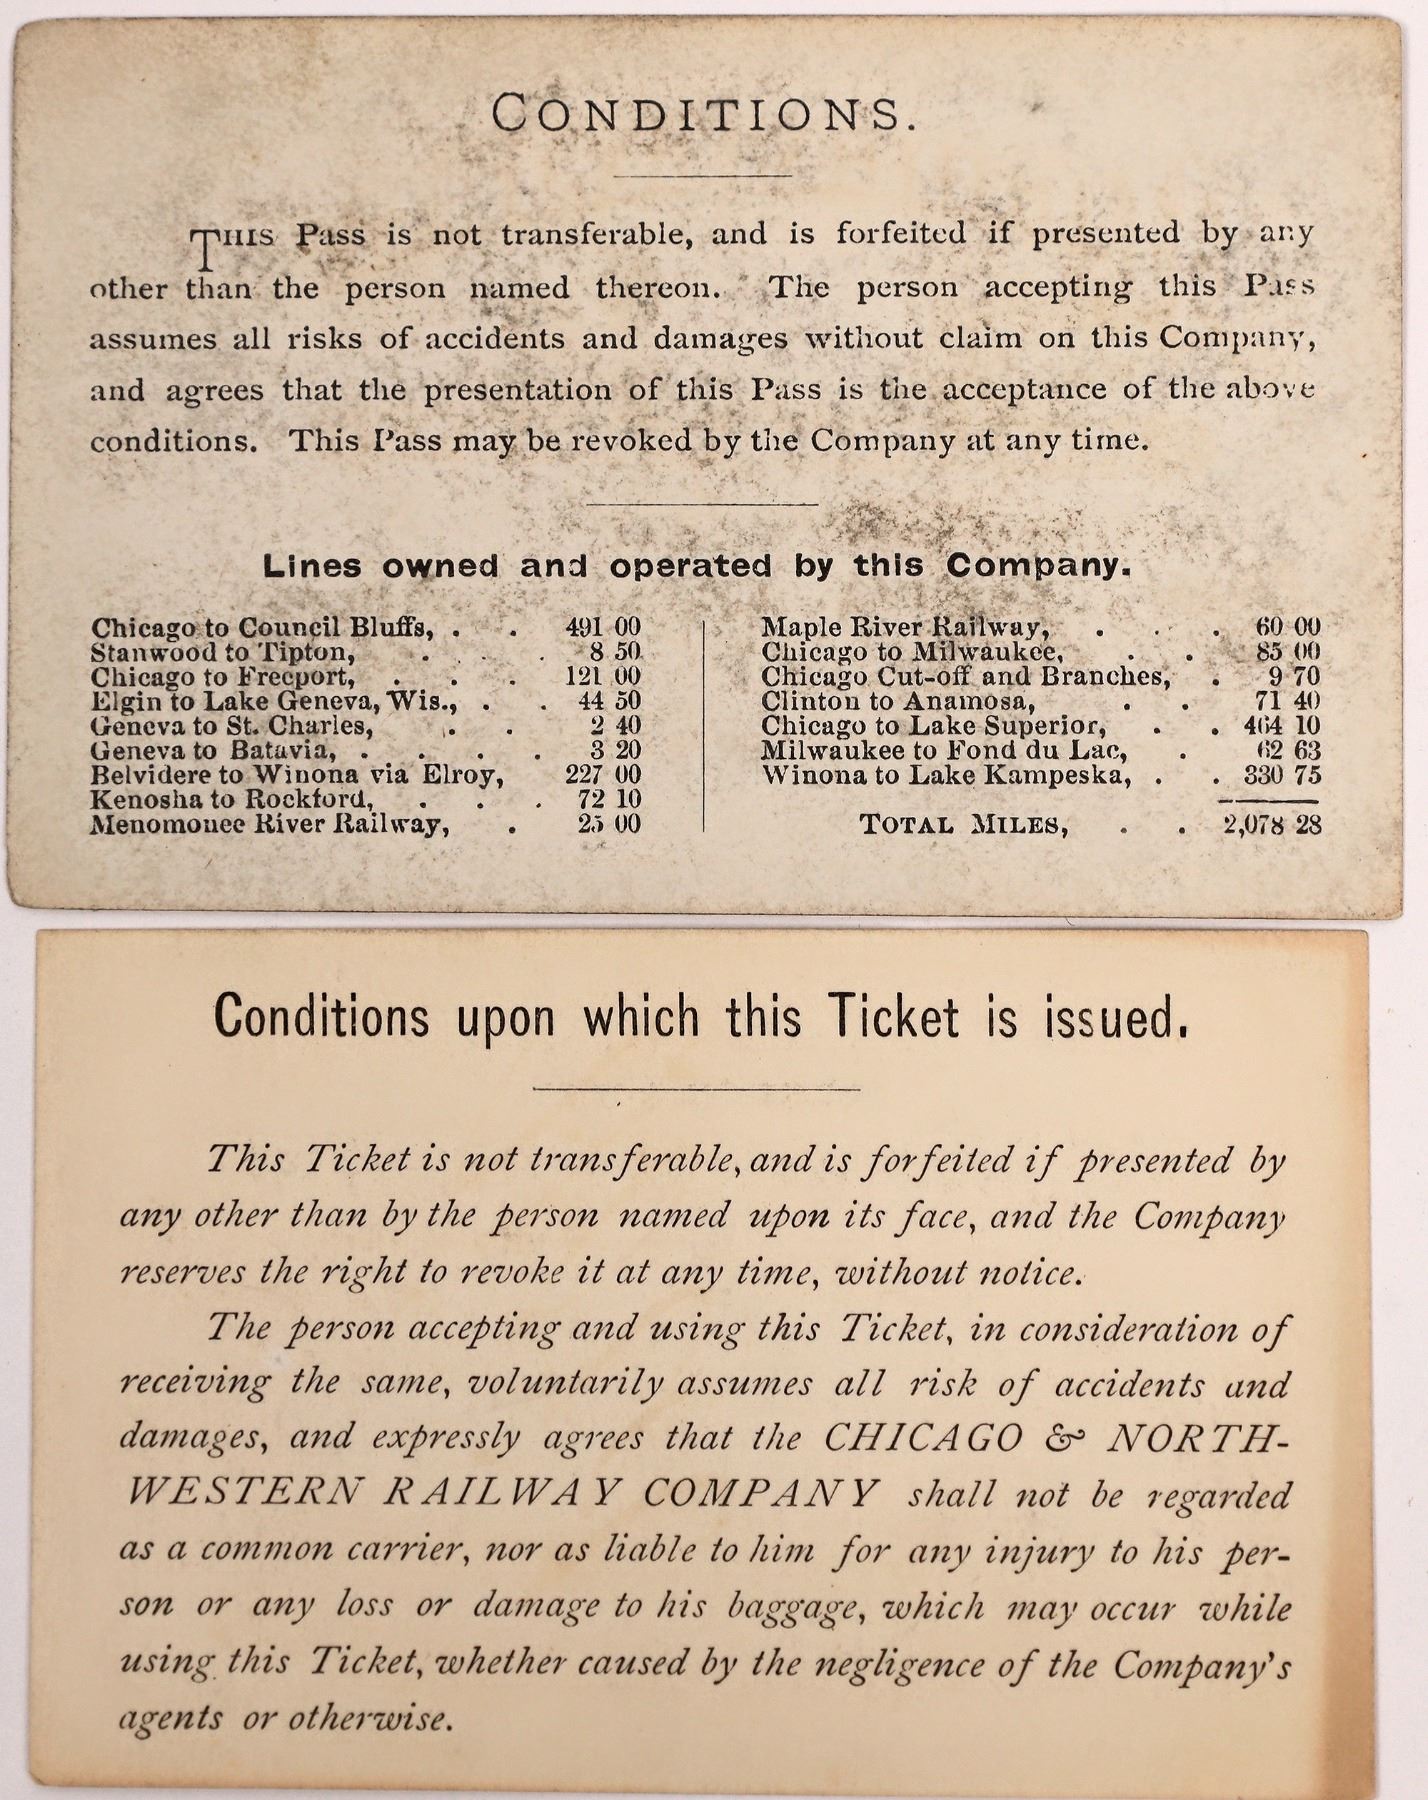 CONDITIONS.
THIS Pass is not transferable, and is forfeited if presented by any
other than the person named thereon. The person accepting this Pass
assumes all risks of accidents and damages without claim on this Company,
and agrees that the presentation of this Pass is the acceptance of the above
conditions. This Pass may be revoked by the Company at any time.
Lines owned and operated by this Company.
Chicago to Council Bluffs, . . 491 00
Stanwood to Tipton, . . . 8 50
Chicago to Freeport, . . . 121 00
Elgin to Lake Geneva, Wis., . . 44 50
Geneva to St. Charles, . . 2 40
Geneva to Batavia, . . . . 3 20
Belvidere to Winona via Elroy, 227 00
Kenosha to Rockford, . . . 72 10
Menomonee River Railway, . 25 00
Maple River Railway, . . . 60 00
Chicago to Milwaukee, . . 85 00
Chicago Cut-off and Branches, . 9 70
Clinton to Anamosa, . . 71 40
Chicago to Lake Superior, . . 464 10
Milwaukee to Fond du Lac, . 62 63
Winona to Lake Kampeska, . . 330 75
TOTAL MILES, . . 2,078 28
Conditions upon which this Ticket is issued.
This Ticket is not transferable, and is forfeited if presented by
any other than by the person named upon its face, and the Company
reserves the right to revoke it at any time, without notice.
The person accepting and using this Ticket, in consideration of
receiving the same, voluntarily assumes all risk of accidents and
damages, and expressly agrees that the CHICAGO & NORTH-
WESTERN RAILWAY COMPANY shall not be regarded
as a common carrier, nor as liable to him for any injury to his per-
son or any loss or damage to his baggage, which may occur while
using this Ticket, whether caused by the negligence of the Company's
agents or otherwise.